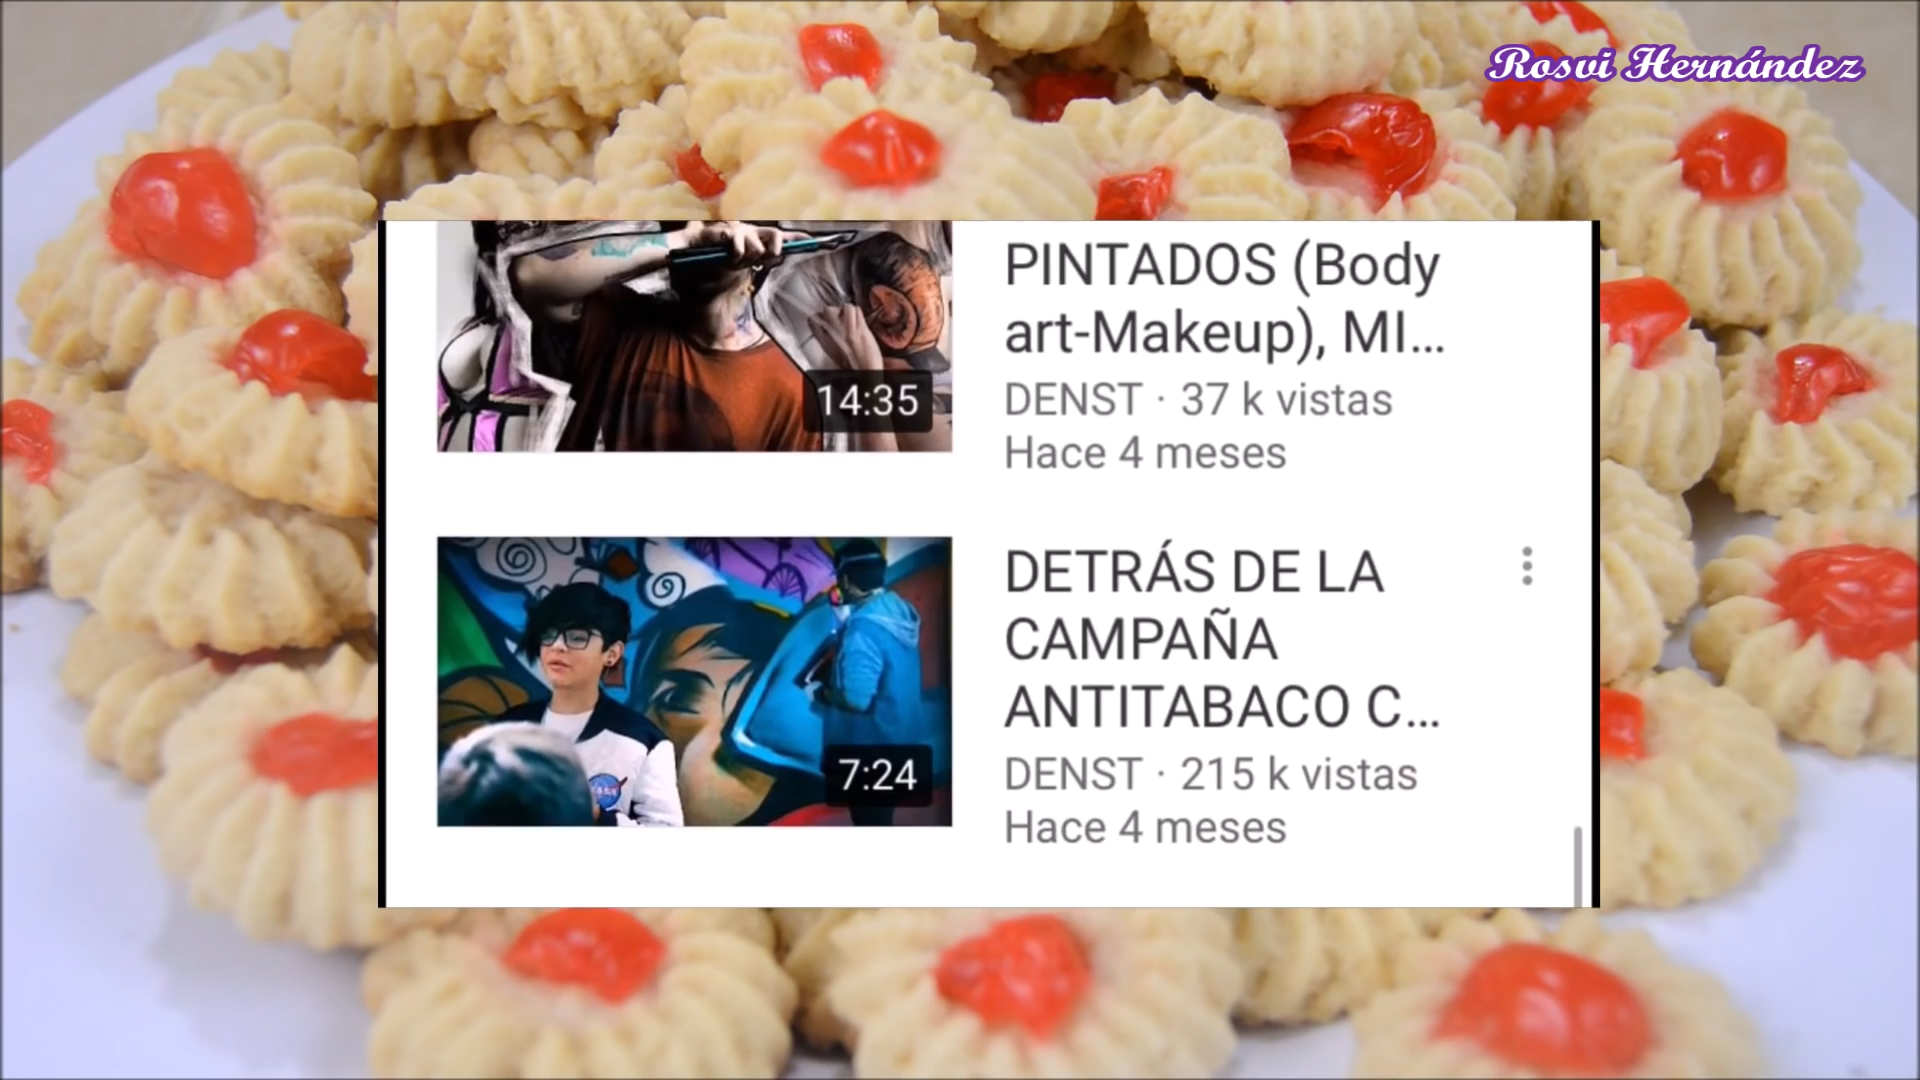 Rosvi Hernández
PINTADOS (Body
art-Makeup), MI...
DENST · 37 k vistas
Hace 4 meses
14:35
DETRÁS DE LA
CAMPAÑA
ANTITABACO C...
DENST · 215 k vistas
Hace 4 meses
7:24
NASA